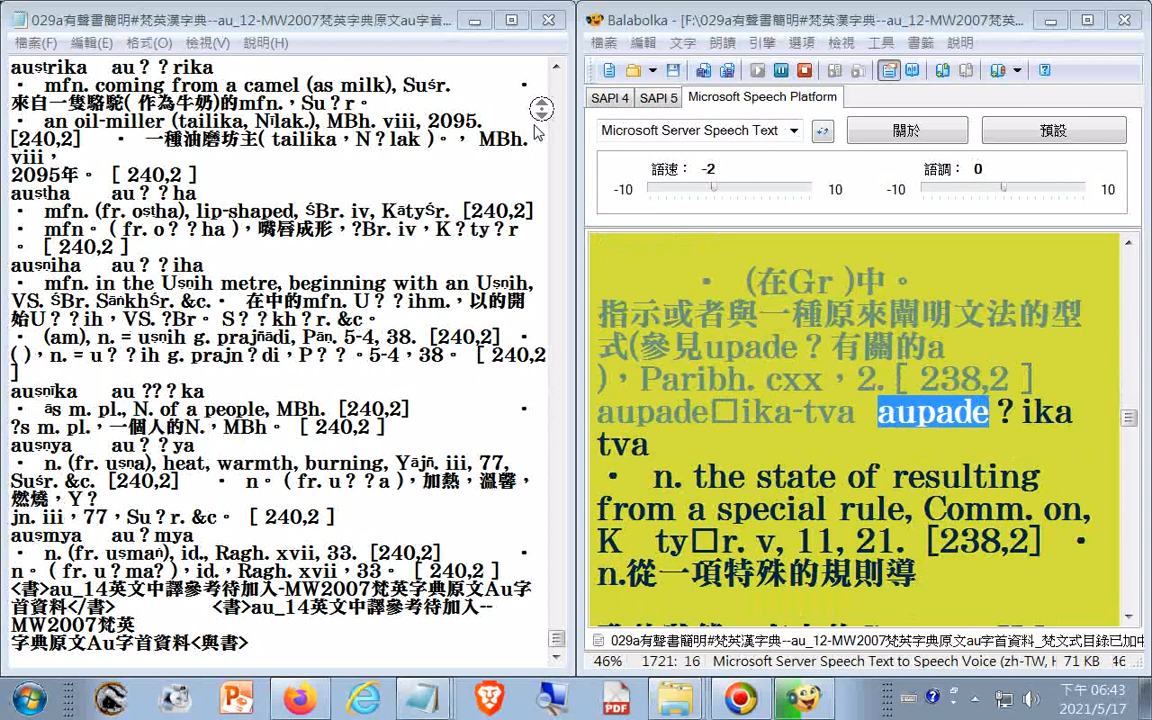 029a有聲書簡明#梵英漢字典--au_12-MW2007梵英字典原文au字首...
檔案(F) 編輯(E) 格式(O) 檢視(V) 說明(H)
auṣṭrika au？？rika
• mfn. coming from a camel (as milk), Suśr. •
來自一隻駱駝( 作為牛奶)的mfn.，Su？r。
• an oil-miller (tailika, Nīlak.), MBh. viii, 2095.
[240,2] • 一種油磨坊主( tailika，N？lak )。， MBh.
viii，
2095年。 [ 240,2 ]
auṣṭha au？？ha
• mfn. (fr. oṣṭha), lip-shaped, ŚBr. iv, KātyŚr. [240,2]
• mfn。( fr. o？？ha )，嘴唇成形，?Br. iv，K？ty？r
。 [ 240,2 ]
auṣṇiha au？？iha
• mfn. in the Uṣṇih metre, beginning with an Uṣṇih,
VS. ŚBr. ŚāṅkhŚr. &c. • 在中的mfn. U？？ihm.，以的開
始U？？ih，VS. ?Br。 S？？kh？r. &c。
• (am), n. = uṣṇih g. prajñādi, Pāṇ. 5-4, 38. [240,2]
( )，n. = u？？ih g. prajn？di，P？？。5-4，38。 [ 240,2
]
auṣṇīka au ???ka
• ās m. pl., N. of a people, MBh. [240,2] •
?s m. pl.，一個人的N.，MBh。 [ 240,2 ]
auṣṇya au？？ya
• n. (fr. uṣṇa), heat, warmth, burning, Yājñ. iii, 77,
Suśr. &c. [240,2] • n。( fr. u？？a )，加熱，溫馨，
燃燒，Y？
jn. iii，77，Su？r. &c。 [ 240,2 ]
auṣmya au？mya
• n. (fr. uṣman), id., Ragh. xvii, 33. [240,2] •
n。( fr. u？ma？)，id.，Ragh. xvii，33。 [ 240,2 ]
<書>au_14英文中譯參考待加入-MW2007梵英字典原文Au字
首資料</書> <書>au_14英文中譯參考待加入--
MW2007梵英
字典原文Au字首資料<與書>
Balabolka - [F:\029a有聲書簡明#梵英漢字典--au_12-MW2007梵英...
檔案 編輯 文字 朗讀 引擎 選項 檢視 工具 書籤 說明
SAPI 4 SAPI 5 Microsoft Speech Platform
Microsoft Server Speech Text 關於 預設
語速： -2 語調： 0
-10 10 -10 10
• (在Gr )中。
指示或者與一種原來闡明文法的型
式(參見upade？有關的a
)，Paribh. cxx，2. [ 238,2 ]
aupade□ika-tva aupade？ika
tva
• n. the state of resulting
from a special rule, Comm. on,
K ty□r. v, 11, 21. [238,2] •
n.從一項特殊的規則導
029a有聲書簡明#梵英漢字典--au_12-MW2007梵英字典原文au字首資料_梵文式目錄已加中
46% 1721: 16 Microsoft Server Speech Text to Speech Voice (zh-TW, H 71 KB 46
下午 06:43
2021/5/17